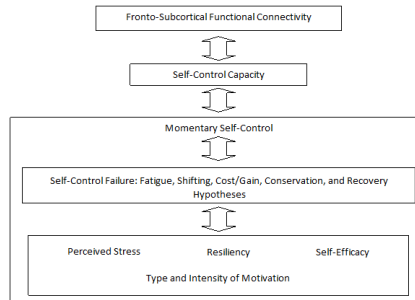 Fronto-Subcortical Functional Connectivity
Self-Control Capacity
Momentary Self-Control
Self-Control Failure: Fatigue, Shifting, Cost/Gain, Conservation, and Recovery
Hypotheses
Perceived Stress Resiliency Self-Efficacy
Type and Intensity of Motivation